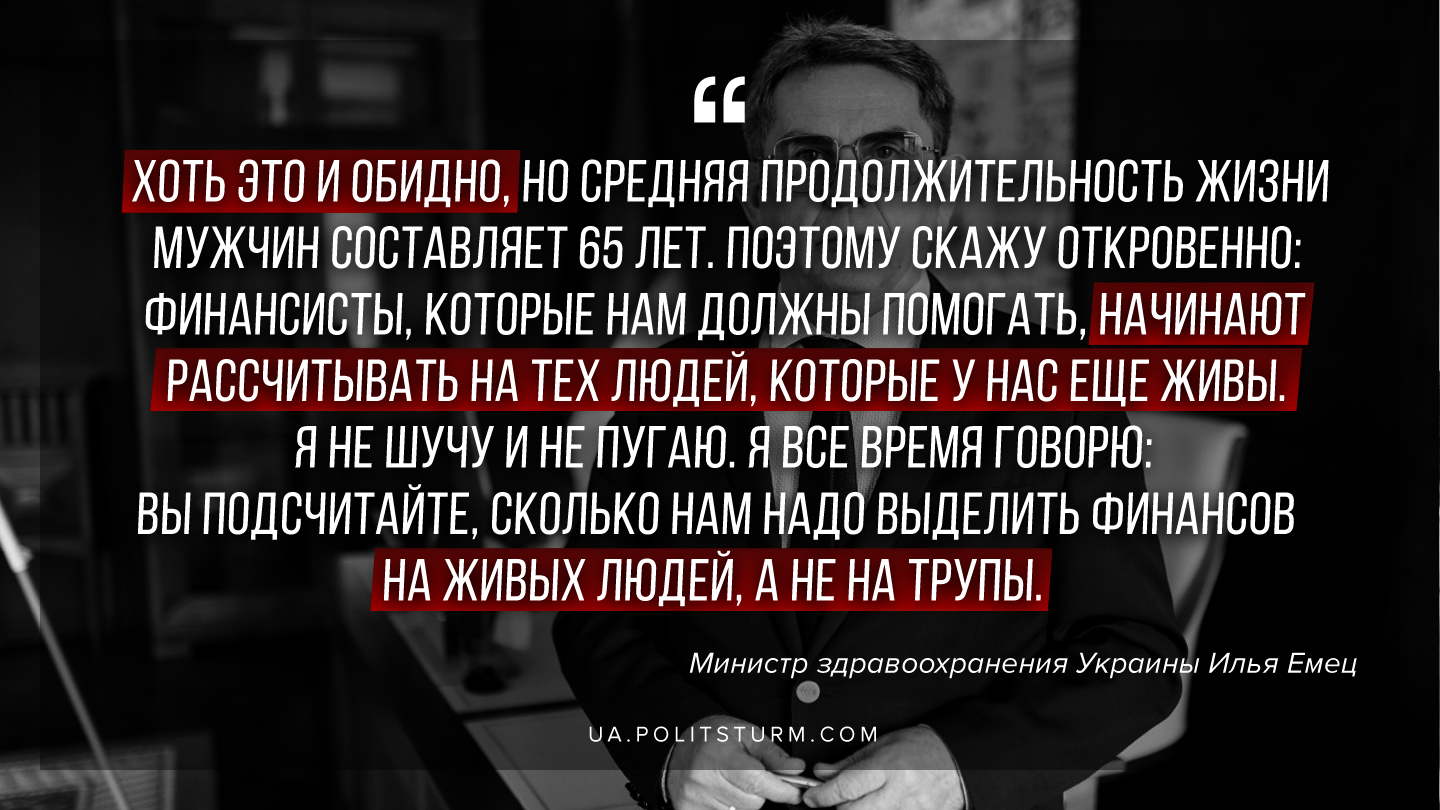 “
ХОТЬ ЭТО И ОБИДНО, НО СРЕДНЯЯ ПРОДОЛЖИТЕЛЬНОСТЬ ЖИЗНИ
МУЖЧИН СОСТАВЛЯЕТ 65 ЛЕТ. ПОЭТОМУ СКАЖУ ОТКРОВЕННО:
ФИНАНСИСТЫ, КОТОРЫЕ НАМ ДОЛЖНЫ ПОМОГАТЬ, НАЧИНАЮТ
РАССЧИТЫВАТЬ НА ТЕХ ЛЮДЕЙ, КОТОРЫЕ У НАС ЕЩЕ ЖИВЫ.
Я НЕ ШУЧУ И НЕ ПУГАЮ. Я ВСЕ ВРЕМЯ ГОВОРЮ:
ВЫ ПОДСЧИТАЙТЕ, СКОЛЬКО НАМ НАДО ВЫДЕЛИТЬ ФИНАНСОВ
НА ЖИВЫХ ЛЮДЕЙ, А НЕ НА ТРУПЫ.
Министр здравоохранения Украины Илья Емец
UA.POLITSTURM.COM